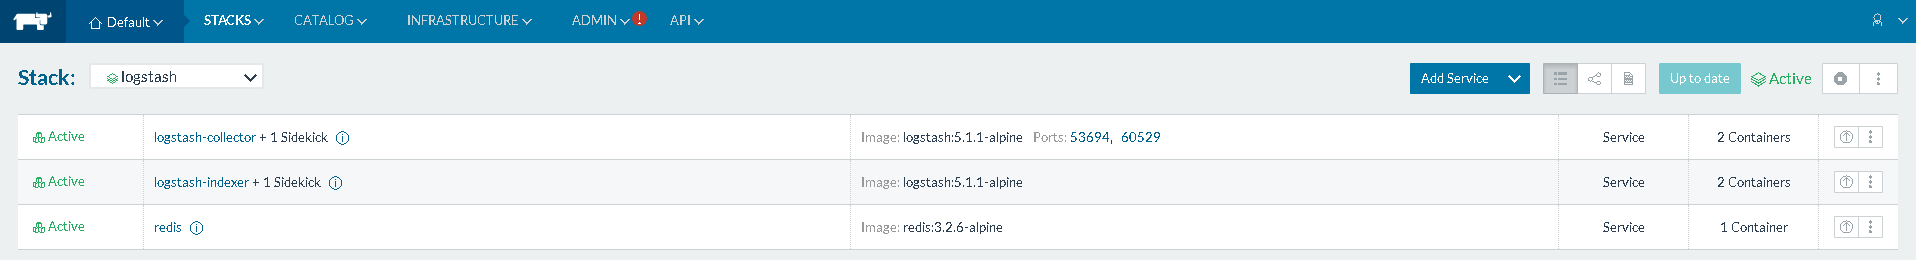 Default STACKS CATALOG INFRASTRUCTURE ADMIN ! API
Stack: logstash Add Service Up to date Active
Active logstash-collector + 1 Sidekick Image: logstash:5.1.1-alpine Ports: 53694, 60529 Service 2 Containers
Active logstash-indexer + 1 Sidekick Image: logstash:5.1.1-alpine Service 2 Containers
Active redis Image: redis:3.2.6-alpine Service 1 Container